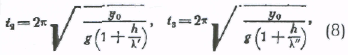 t₂ = 2π √( y₀ / g(1 + h/λ′) ), t₃ = 2π √( y₀ / g(1 + h/λ″) ) (8)